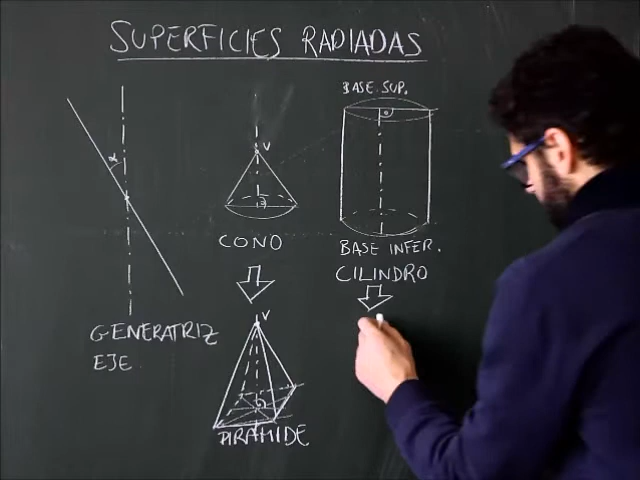 SUPERFICIES RADIADAS
α
GENERATRIZ
EJE
V
CONO
V
PIRAMIDE
BASE SUP.
BASE INFER.
CILINDRO